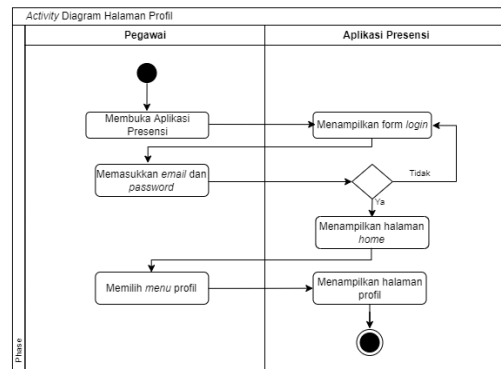 Activity Diagram Halaman Profil
Pegawai
Aplikasi Presensi
Membuka Aplikasi
Presensi
Menampilkan form login
Memasukkan email dan
password
Tidak
Ya
Menampilkan halaman
home
Memilih menu profil
Menampilkan halaman
profil
Phase